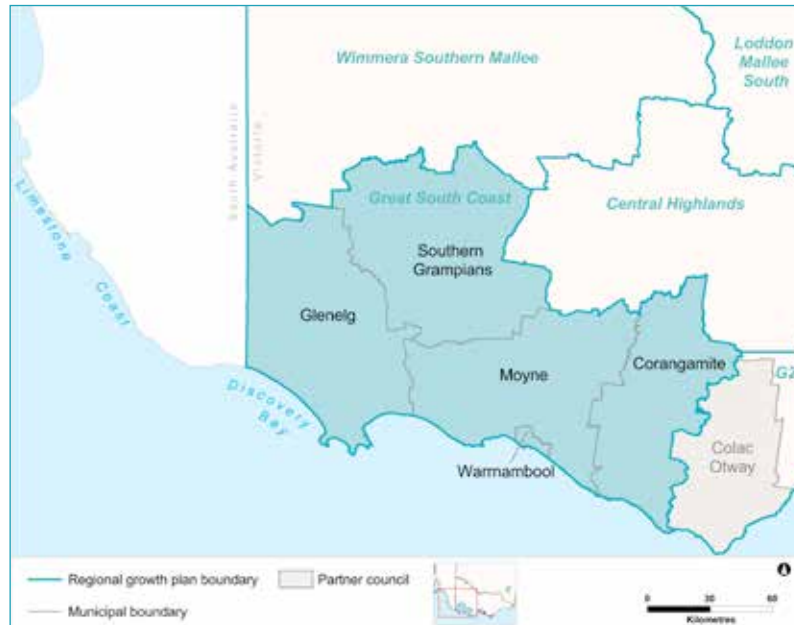 Wimmera Southern Mallee
Loddon
Mallee
South
South Australia
Victoria
Great South Coast
Central Highlands
Limestone
Coast
Southern
Grampians
Glenelg
Moyne
Corangamite
G2
Discovery
Bay
Colac
Otway
Warrnambool
Regional growth plan boundary
Partner council
Municipal boundary
0
30
60
Kilometres